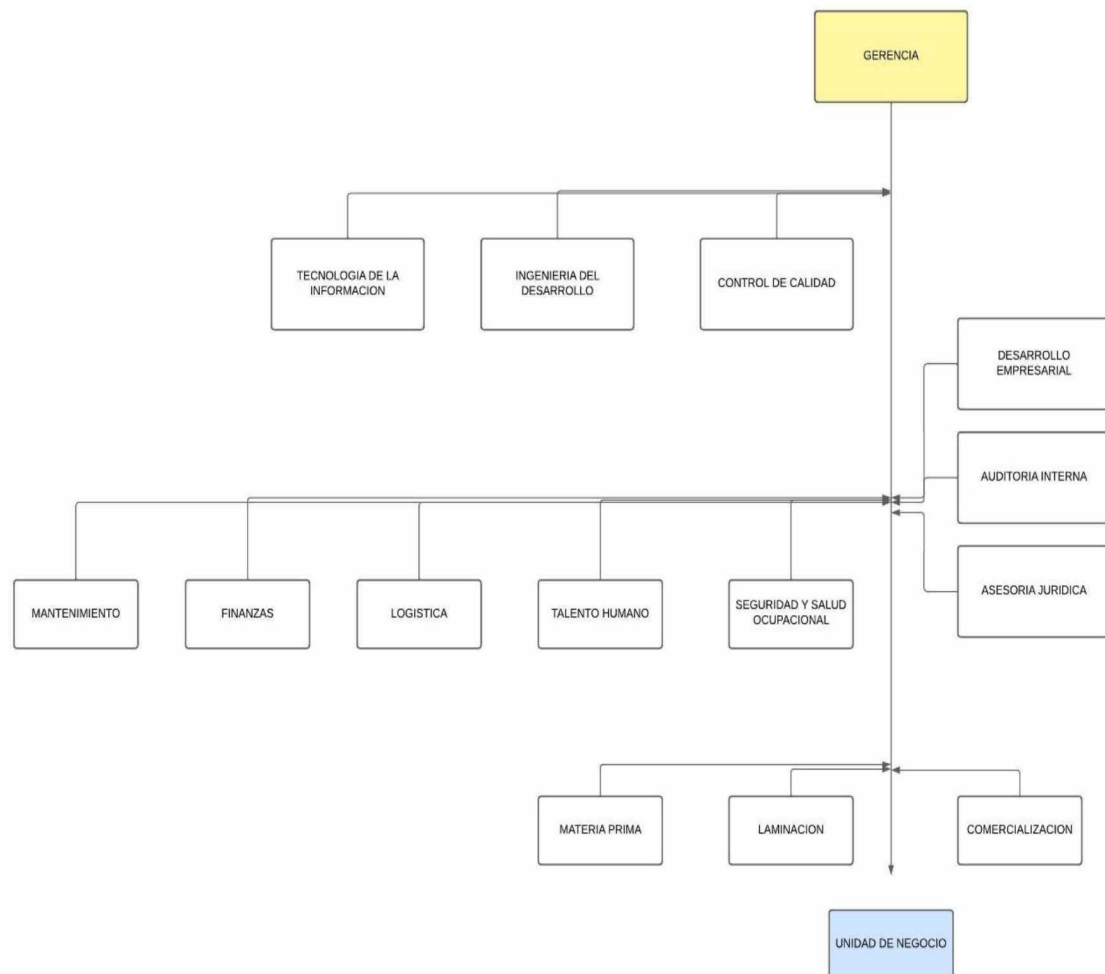 GERENCIA
TECNOLOGIA DE LA
INFORMACION
INGENIERIA DEL
DESARROLLO
CONTROL DE CALIDAD
DESARROLLO
EMPRESARIAL
AUDITORIA INTERNA
ASESORIA JURIDICA
MANTENIMIENTO
FINANZAS
LOGISTICA
TALENTO HUMANO
SEGURIDAD Y SALUD
OCUPACIONAL
MATERIA PRIMA
LAMINACION
COMERCIALIZACION
UNIDAD DE NEGOCIO